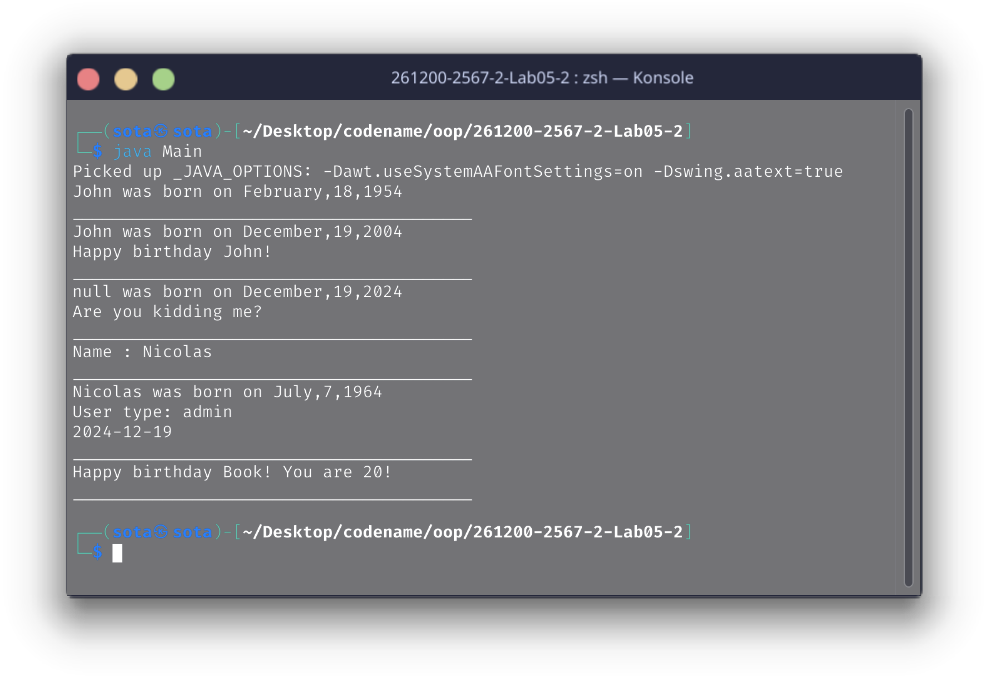 261200-2567-2-Lab05-2 : zsh — Konsole
┌──(sota㉿sota)-[~/Desktop/codename/oop/261200-2567-2-Lab05-2]
└─$ java Main
Picked up _JAVA_OPTIONS: -Dawt.useSystemAAFontSettings=on -Dswing.aatext=true
John was born on February,18,1954
________________________________________
John was born on December,19,2004
Happy birthday John!
________________________________________
null was born on December,19,2024
Are you kidding me?
________________________________________
Name : Nicolas
________________________________________
Nicolas was born on July,7,1964
User type: admin
2024-12-19
________________________________________
Happy birthday Book! You are 20!
________________________________________
┌──(sota㉿sota)-[~/Desktop/codename/oop/261200-2567-2-Lab05-2]
└─$